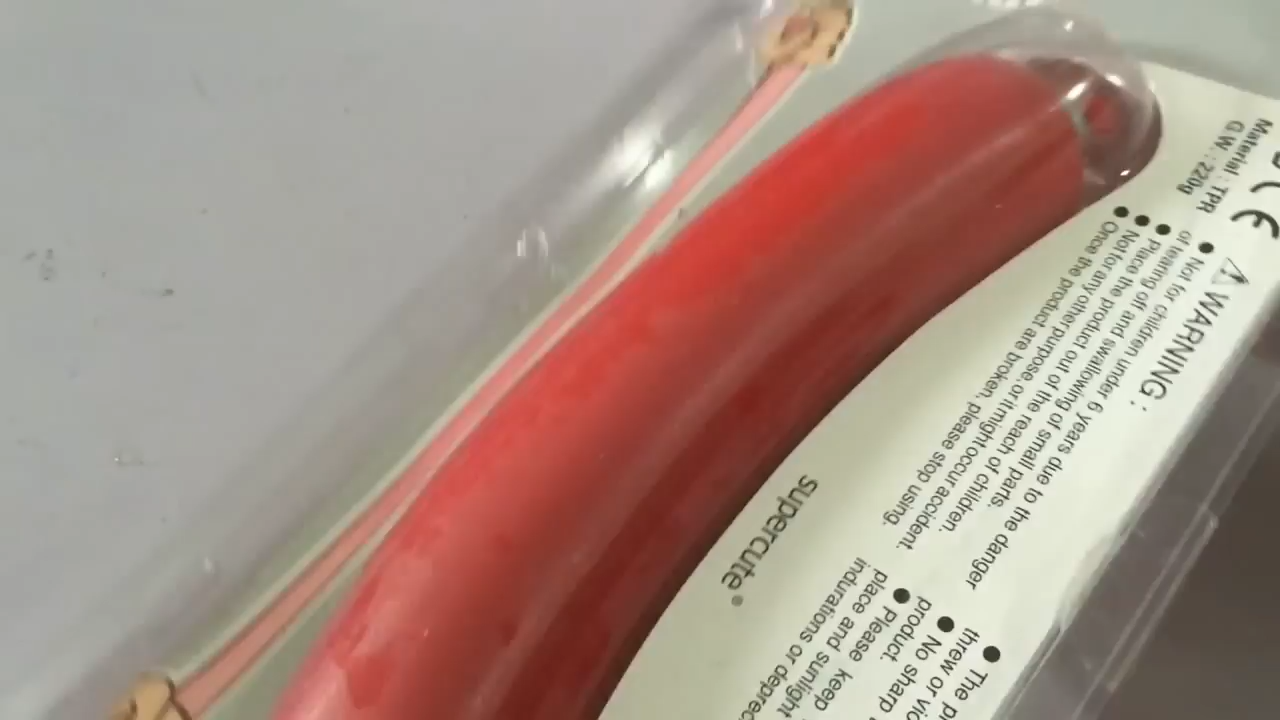 Material : TPR
G.W. : 220g
CE
WARNING :
● Not for children under 6 years due to the danger
of tearing off and swallowing of small parts.
● Place the product out of the reach of children.
● Not for any other purpose. or it might occur accident.
● Once the product are broken, please stop using.
supercute®
● The
threw or
● No sharp
product.
● Please keep
place and sunlight
indurations or